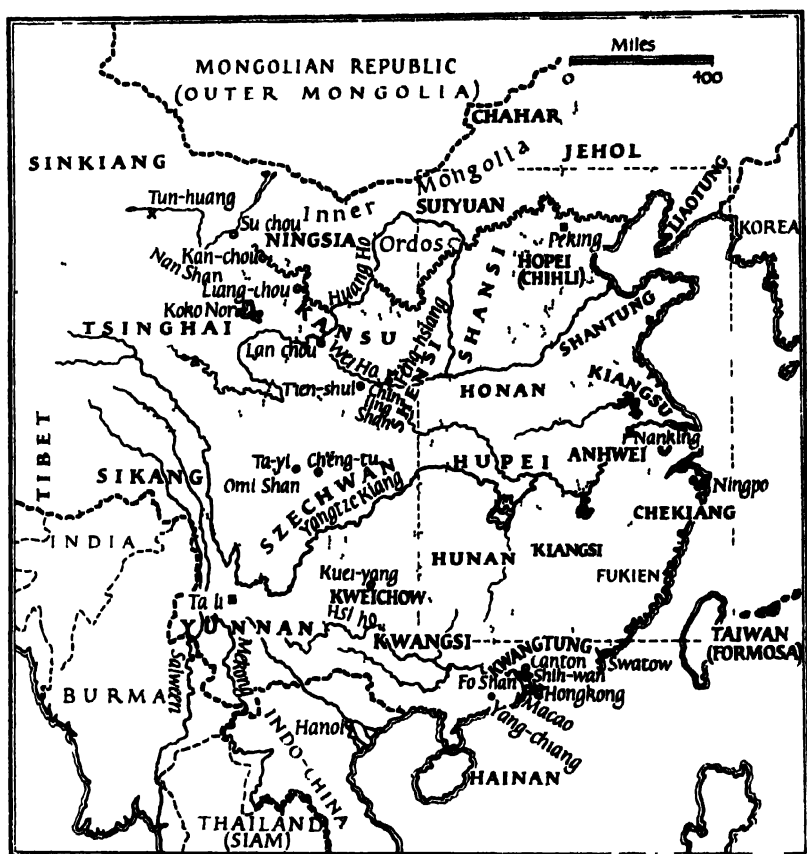 Miles
0 400
MONGOLIAN REPUBLIC
(OUTER MONGOLIA)
CHAHAR
JEHOL
SINKIANG
Mongolia
Inner
LIAOTUNG
Tun-huang
SUIYUAN
Su chou
NINGSIA
Ordos
Peking
KOREA
Kan-chou
Nan Shan
HOPEI
(CHIHLI)
Liang-chou
Huang Ho
SHANSI
Koko Nor
KANSU
SHANTUNG
TSINGHAI
Lan chou
Wei Ho
SHENSI
HONAN
KIANGSU
Tien-shui
Chin
ling
Shan
TIBET
Nanking
HUPEI
ANHWEI
Ta-yi
Chêng-tu
SIKANG
Omi Shan
SZECHWAN
Yangtze Kiang
Ningpo
CHEKIANG
INDIA
HUNAN
KIANGSI
Kuei-yang
FUKIEN
KWEICHOW
Ta li
Hsi ho
YUNNAN
KWANGSI
TAIWAN
(FORMOSA)
KWANGTUNG
Canton
Swatow
Shih-wan
Fo Shan
Hongkong
Macao
Yang-chiang
BURMA
Salween
Mekong
Hanoi
INDO-CHINA
HAINAN
THAILAND
(SIAM)